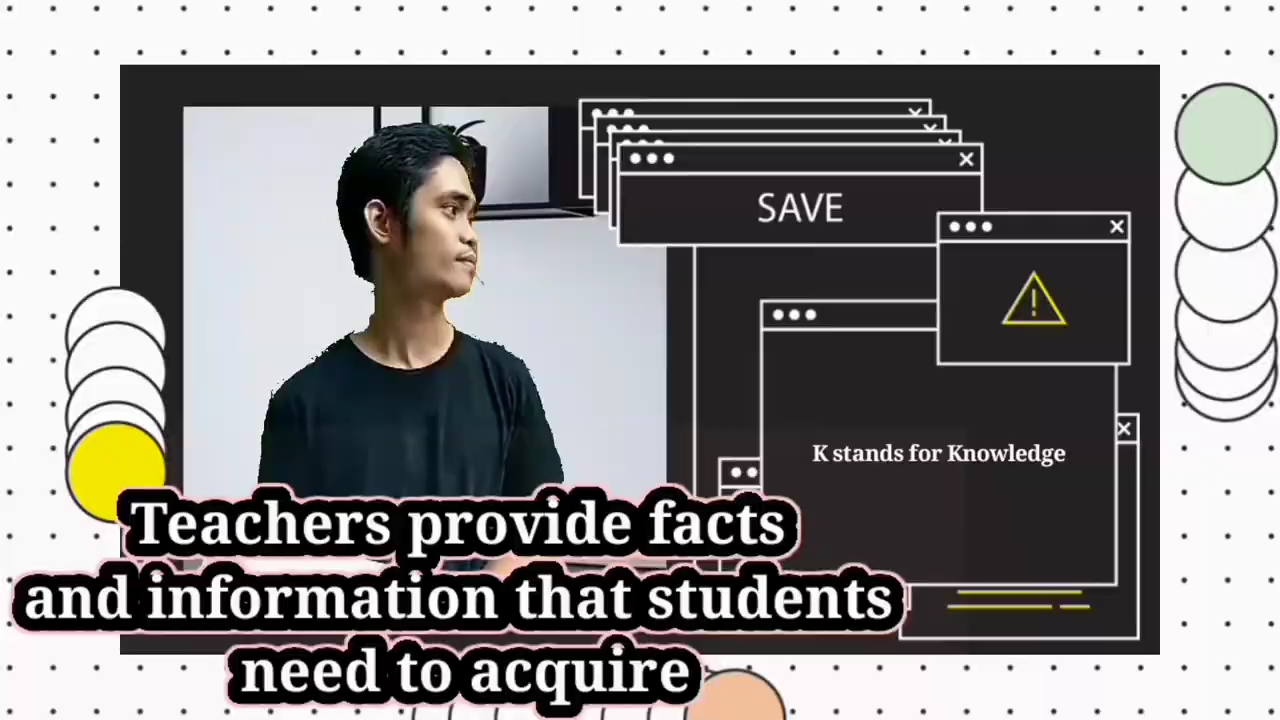 SAVE
K stands for Knowledge
Teachers provide facts
and information that students
need to acquire